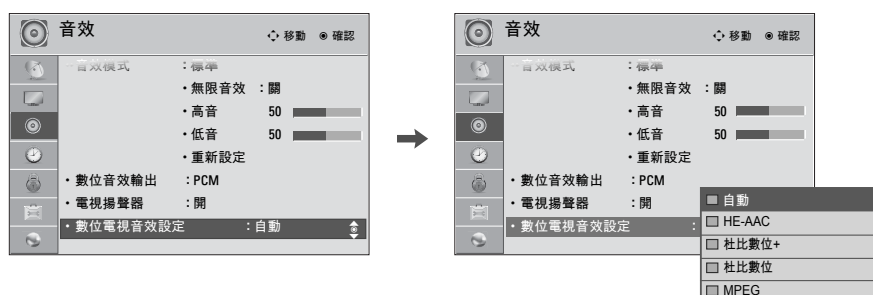 音效
移動 確認
音效模式 : 標準
・無限音效 : 關
・高音 50
・低音 50
・重新設定
・數位音效輸出 : PCM
・電視揚聲器 : 開
・數位電視音效設定 : 自動
音效
移動 確認
音效模式 : 標準
・無限音效 : 關
・高音 50
・低音 50
・重新設定
・數位音效輸出 : PCM
・電視揚聲器 : 開
・數位電視音效設定 :
自動
HE-AAC
杜比數位+
杜比數位
MPEG